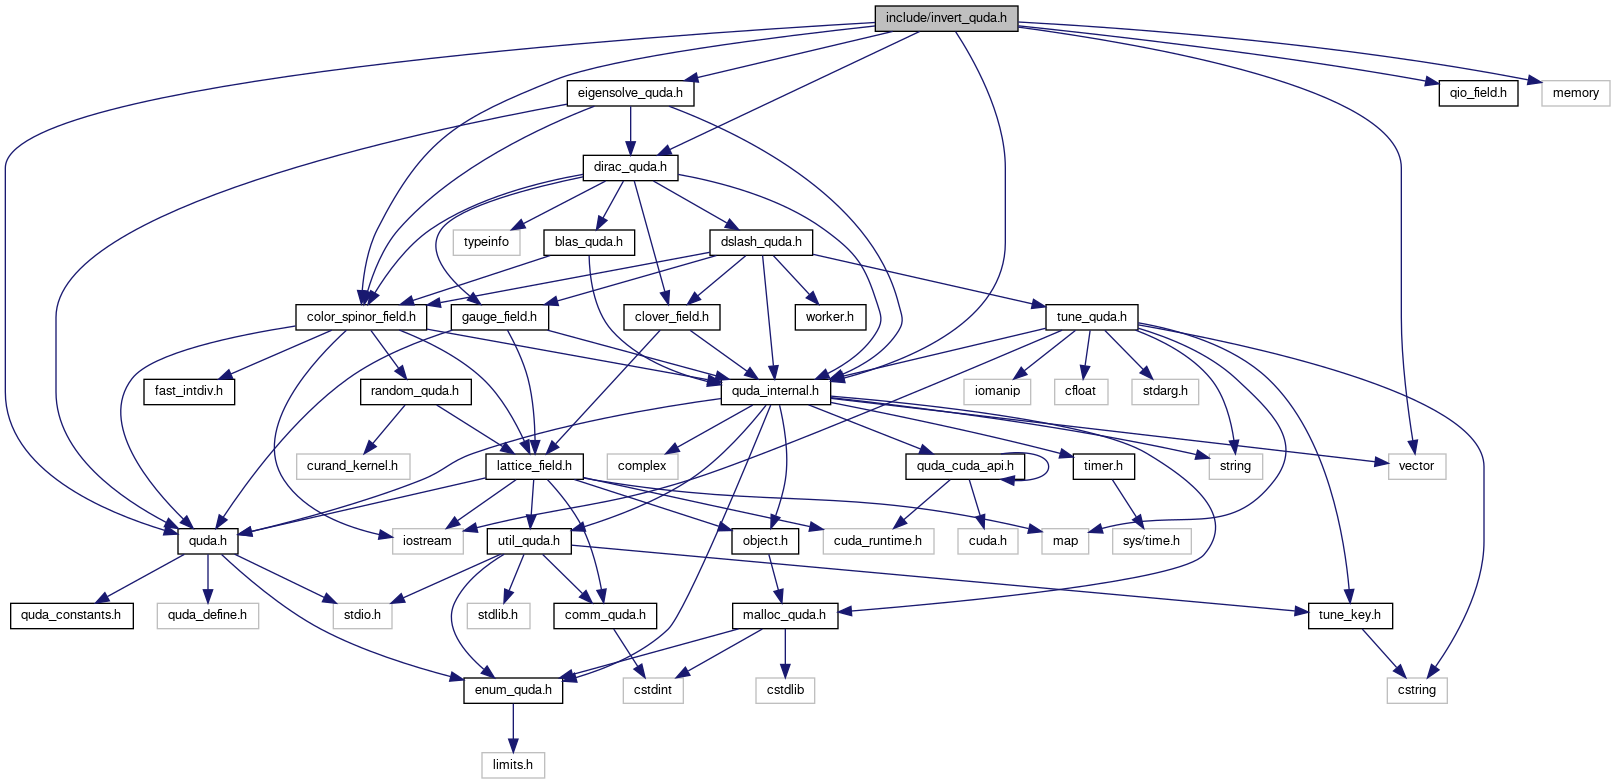 include/invert_quda.h
eigensolve_quda.h
qio_field.h
memory
dirac_quda.h
typeinfo
blas_quda.h
dslash_quda.h
color_spinor_field.h
gauge_field.h
clover_field.h
worker.h
tune_quda.h
fast_intdiv.h
random_quda.h
quda_internal.h
iomanip
cfloat
stdarg.h
curand_kernel.h
lattice_field.h
complex
quda_cuda_api.h
timer.h
string
vector
quda.h
iostream
util_quda.h
object.h
cuda_runtime.h
cuda.h
map
sys/time.h
quda_constants.h
quda_define.h
stdio.h
stdlib.h
comm_quda.h
malloc_quda.h
tune_key.h
enum_quda.h
cstdint
cstdlib
cstring
limits.h